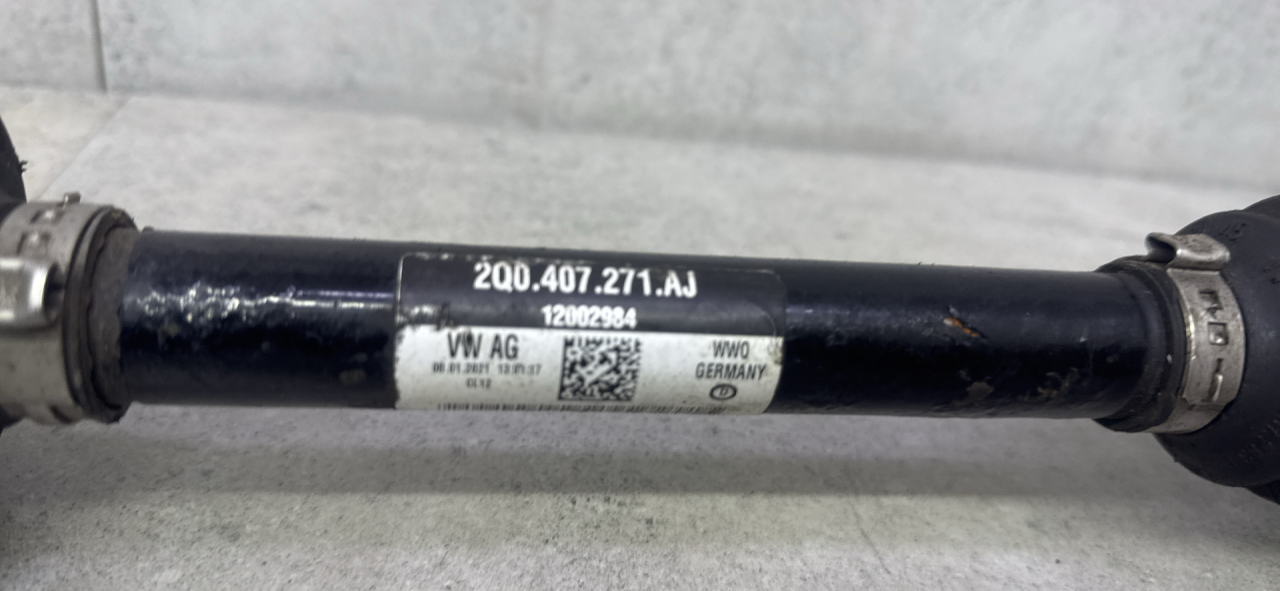 2Q0.407.271.AJ
12002984
VW AG
WWO
GERMANY
D